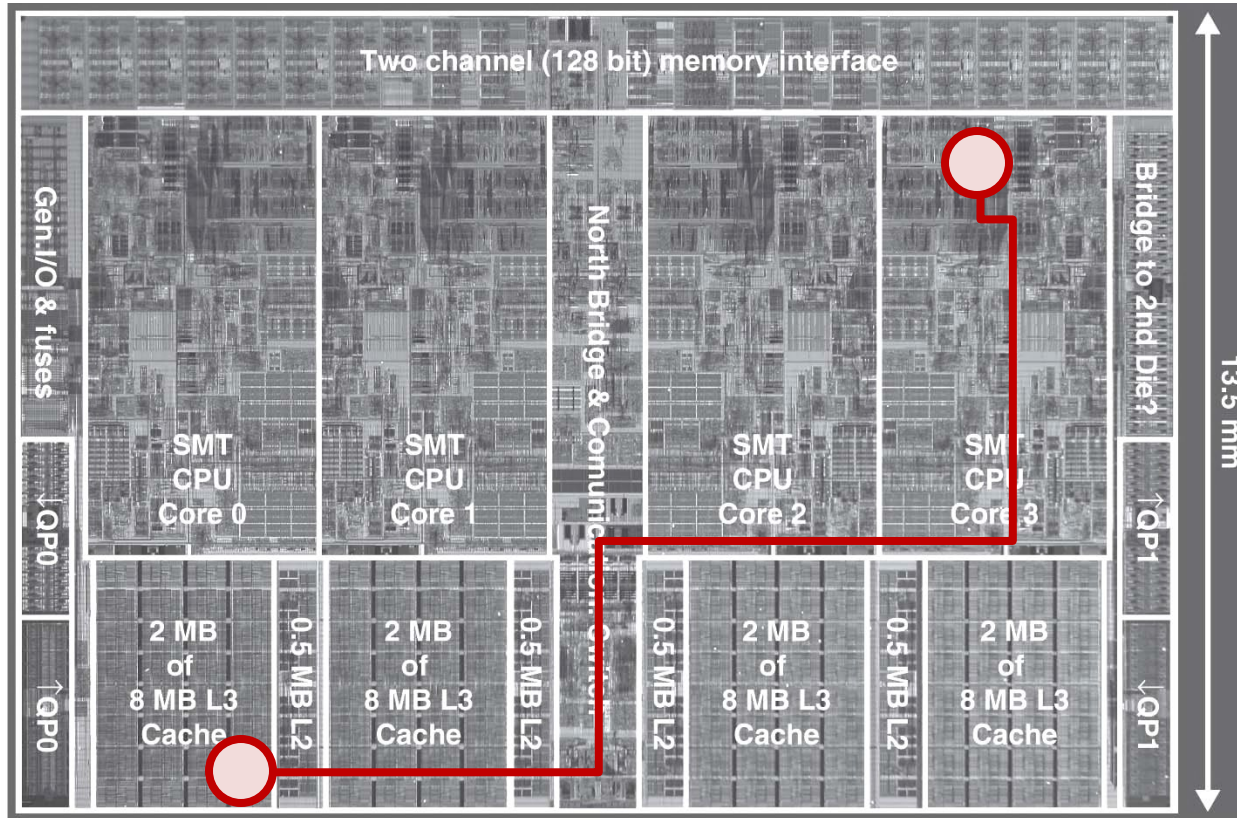 Two channel (128 bit) memory interface
Gen.I/O & fuses
North Bridge & Comunic
Bridge to 2nd Die?
13.5 mm
SMT
CPU
Core 0
SMT
CPU
Core 1
SMT
CPU
Core 2
SMT
CPU
Core 3
↓QP0
↑QP1
2 MB
of
8 MB L3
Cache
0.5 MB L2
2 MB
of
8 MB L3
Cache
0.5 MB L2
0.5 MB L2
2 MB
of
8 MB L3
Cache
0.5 MB L2
2 MB
of
8 MB L3
Cache
↑QP0
↓QP1